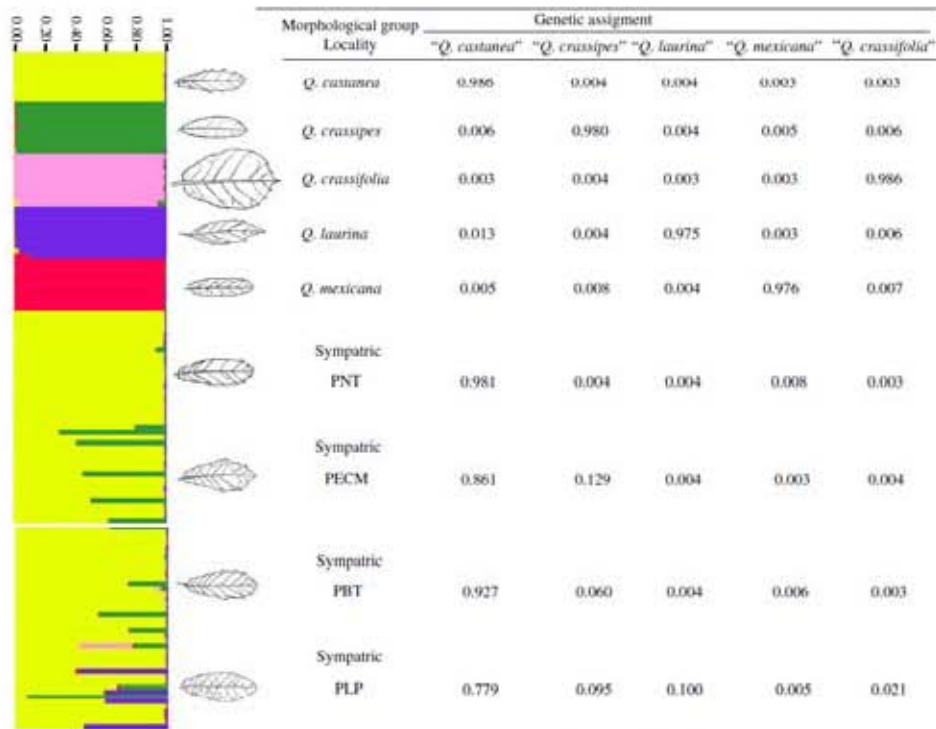 0.00 0.20 0.40 0.60 0.80 1.00
Morphological group Genetic assigment
Locality "Q. castanea" "Q. crassipes" "Q. laurina" "Q. mexicana" "Q. crassifolia"
Q. castanea 0.986 0.004 0.004 0.003 0.003
Q. crassipes 0.006 0.980 0.004 0.005 0.006
Q. crassifolia 0.003 0.004 0.003 0.003 0.986
Q. laurina 0.013 0.004 0.975 0.003 0.006
Q. mexicana 0.005 0.008 0.004 0.976 0.007
Sympatric
PNT 0.981 0.004 0.004 0.008 0.003
Sympatric
PECM 0.861 0.129 0.004 0.003 0.004
Sympatric
PBT 0.927 0.060 0.004 0.006 0.003
Sympatric
PLP 0.779 0.095 0.100 0.005 0.021